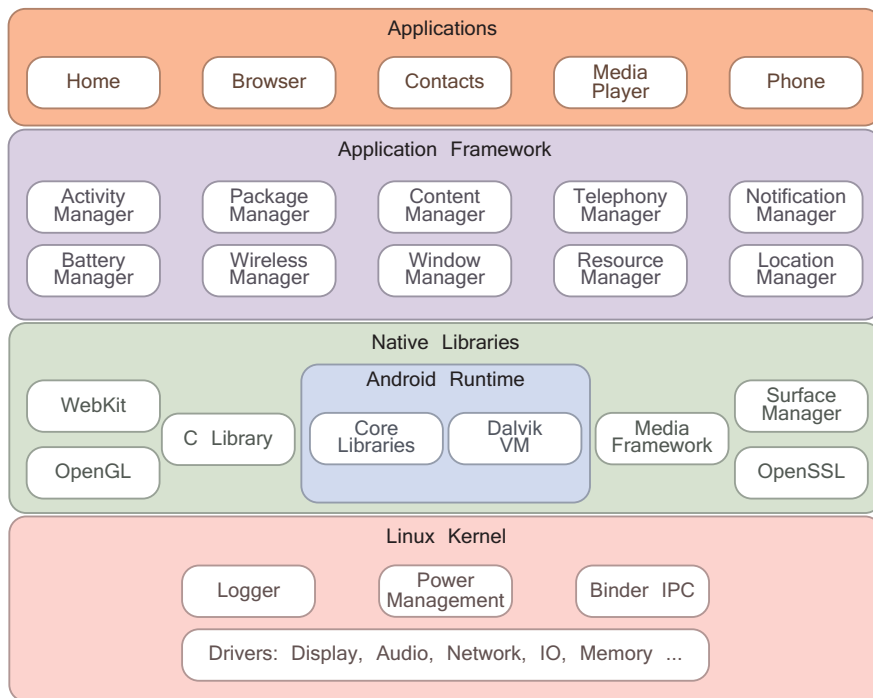 Applications
Home
Browser
Contacts
Media
Player
Phone
Application Framework
Activity
Manager
Package
Manager
Content
Manager
Telephony
Manager
Notification
Manager
Battery
Manager
Wireless
Manager
Window
Manager
Resource
Manager
Location
Manager
Native Libraries
WebKit
OpenGL
C Library
Android Runtime
Core
Libraries
Dalvik
VM
Media
Framework
Surface
Manager
OpenSSL
Linux Kernel
Logger
Power
Management
Binder IPC
Drivers: Display, Audio, Network, IO, Memory ...